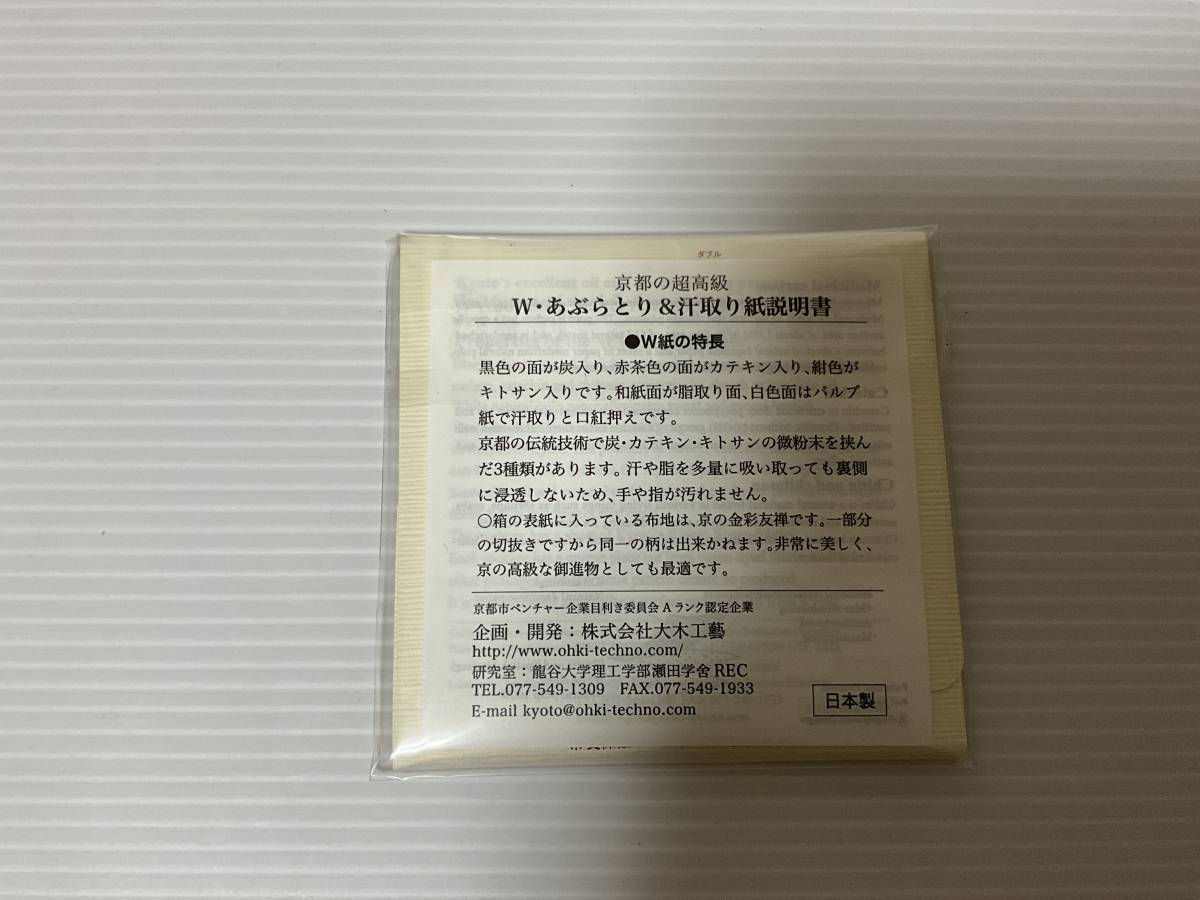 ダブル
京都の超高級
W・あぶらとり&汗取り紙説明書
●W紙の特長
黒色の面が炭入り、赤茶色の面がカテキン入り、紺色が
キトサン入りです。和紙面が脂取り面、白色面はパルプ
紙で汗取りと口紅押えです。
京都の伝統技術で炭・カテキン・キトサンの微粉末を挟ん
だ3種類があります。汗や脂を多量に吸い取っても裏側
に浸透しないため、手や指が汚れません。
○箱の表紙に入っている布地は、京の金彩友禅です。一部分
の切抜きですから同一の柄は出来かねます。非常に美しく、
京の高級な御進物としても最適です。
京都市ベンチャー企業目利き委員会 A ランク認定企業
企画・開発:株式会社大木工藝
http://www.ohki-techno.com/
研究室:龍谷大学理工学部瀬田学舎 REC
TEL.077-549-1309 FAX.077-549-1933
E-mail kyoto@ohki-techno.com
日本製